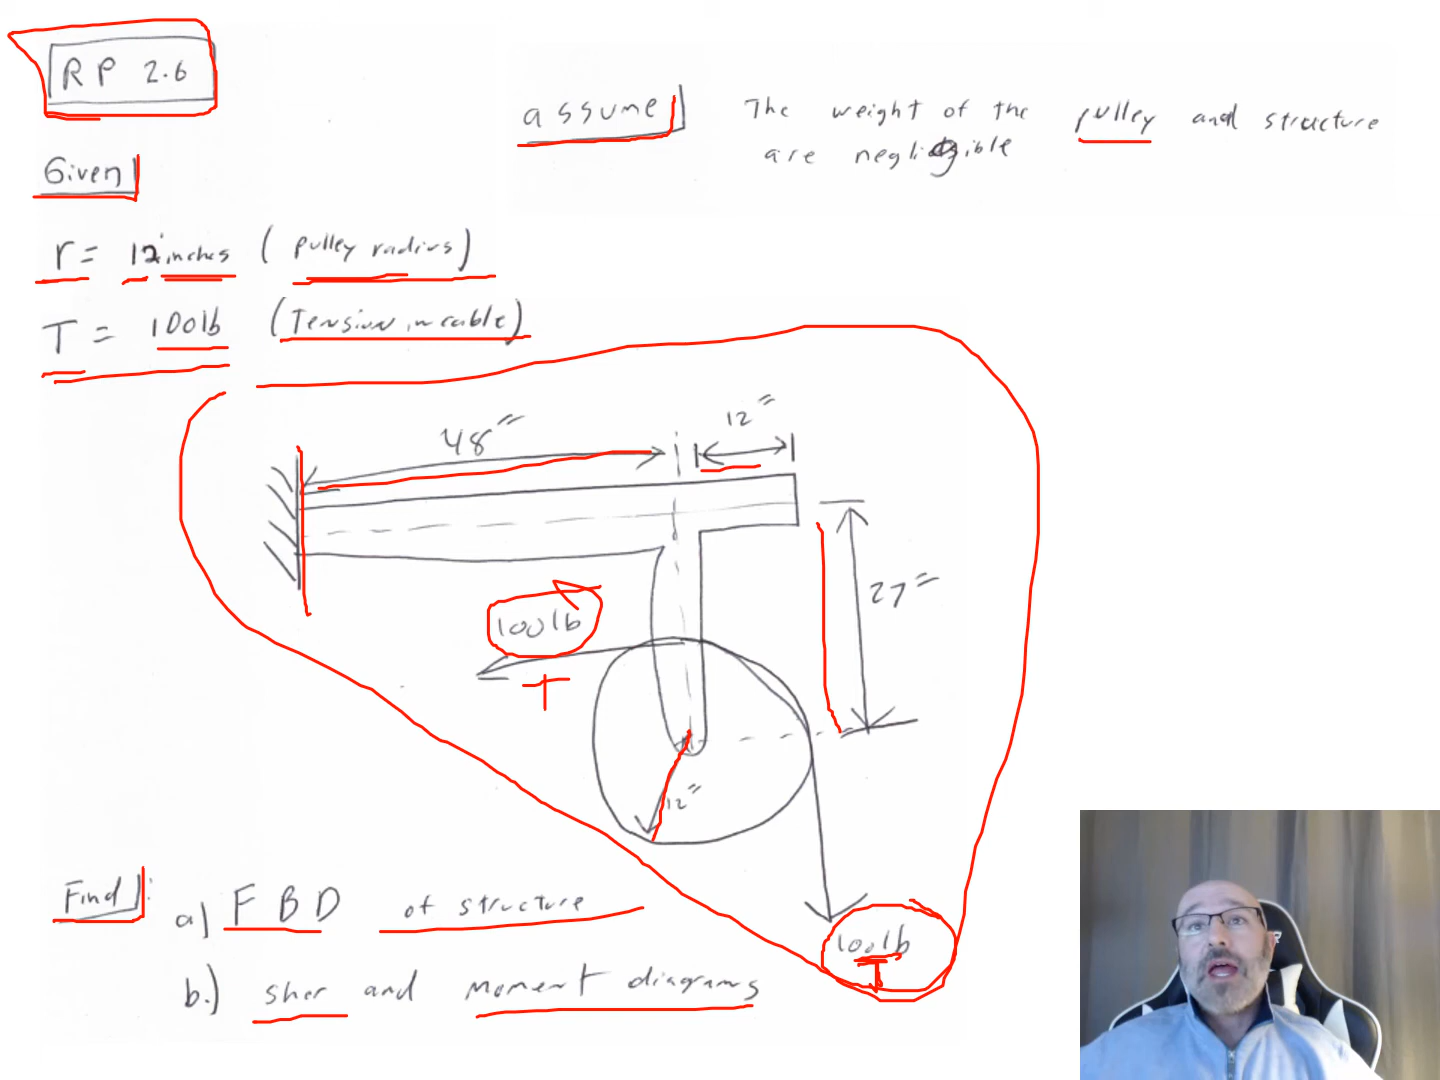 RP 2.6
assume
The weight of the pulley and structure
are negligible
Given
r = 12 inches (pulley radius)
T = 100lb (Tension in cable)
48"
12"
27"
100lb
T
12"
100lb
T
Find:
a) FBD of structure
b.) sher and moment diagrams